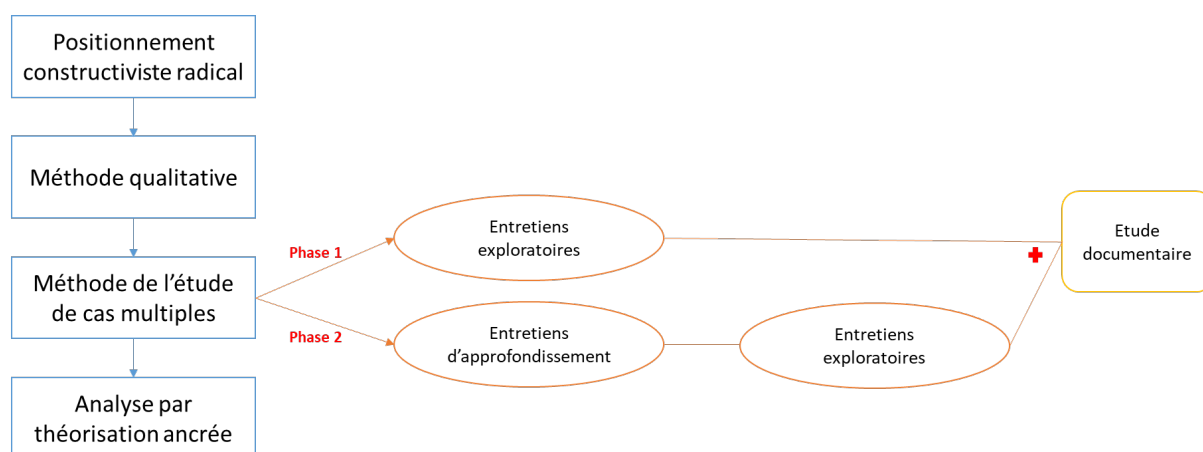 Positionnement
constructiviste radical
Méthode qualitative
Méthode de l’étude
de cas multiples
Analyse par
théorisation ancrée
Phase 1
Entretiens
exploratoires
Phase 2
Entretiens
d’approfondissement
Entretiens
exploratoires
Etude
documentaire